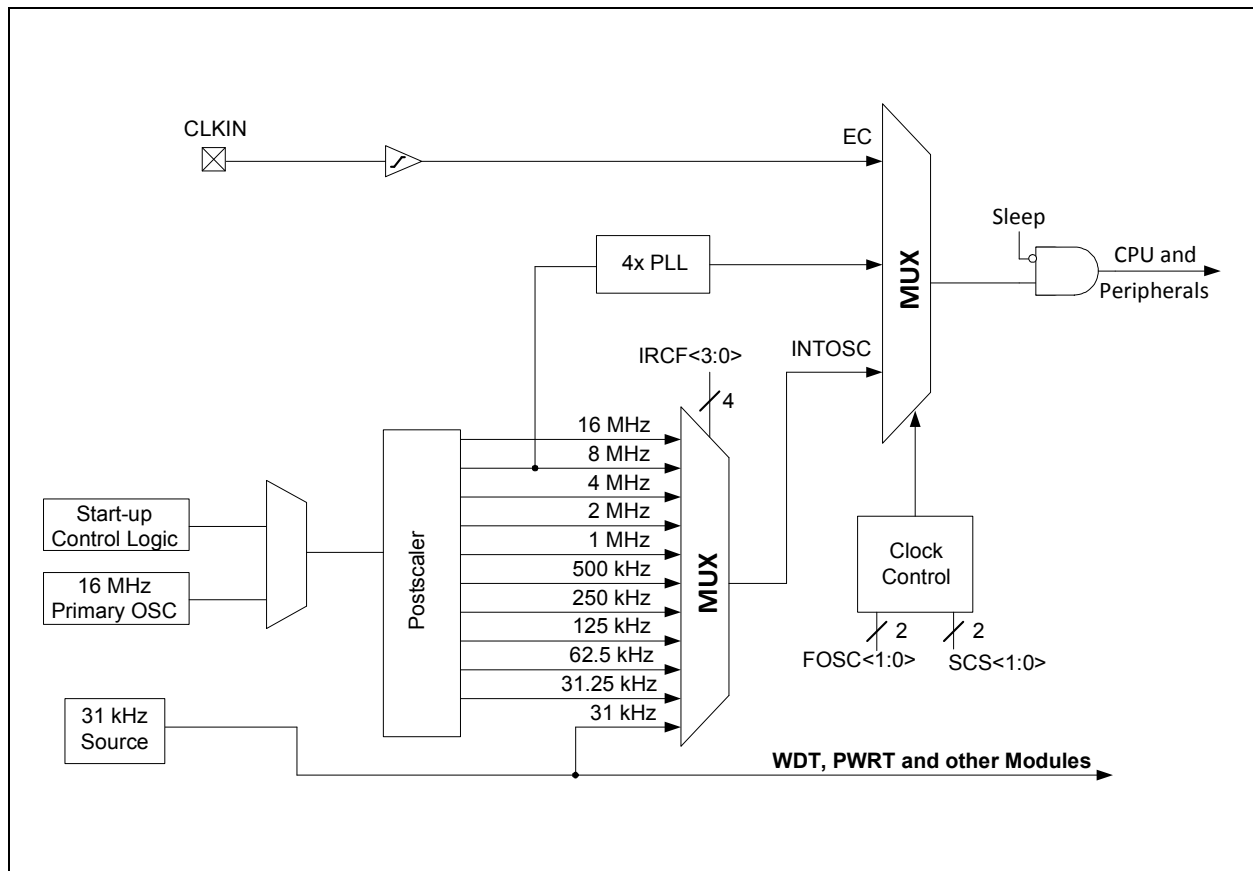 CLKIN
EC
Sleep
4x PLL
CPU and
Peripherals
MUX
IRCF<3:0>
INTOSC
4
16 MHz
8 MHz
4 MHz
2 MHz
1 MHz
500 kHz
250 kHz
125 kHz
62.5 kHz
31.25 kHz
31 kHz
Start-up
Control Logic
16 MHz
Primary OSC
Postscaler
MUX
Clock
Control
2
2
FOSC<1:0>
SCS<1:0>
31 kHz
Source
WDT, PWRT and other Modules